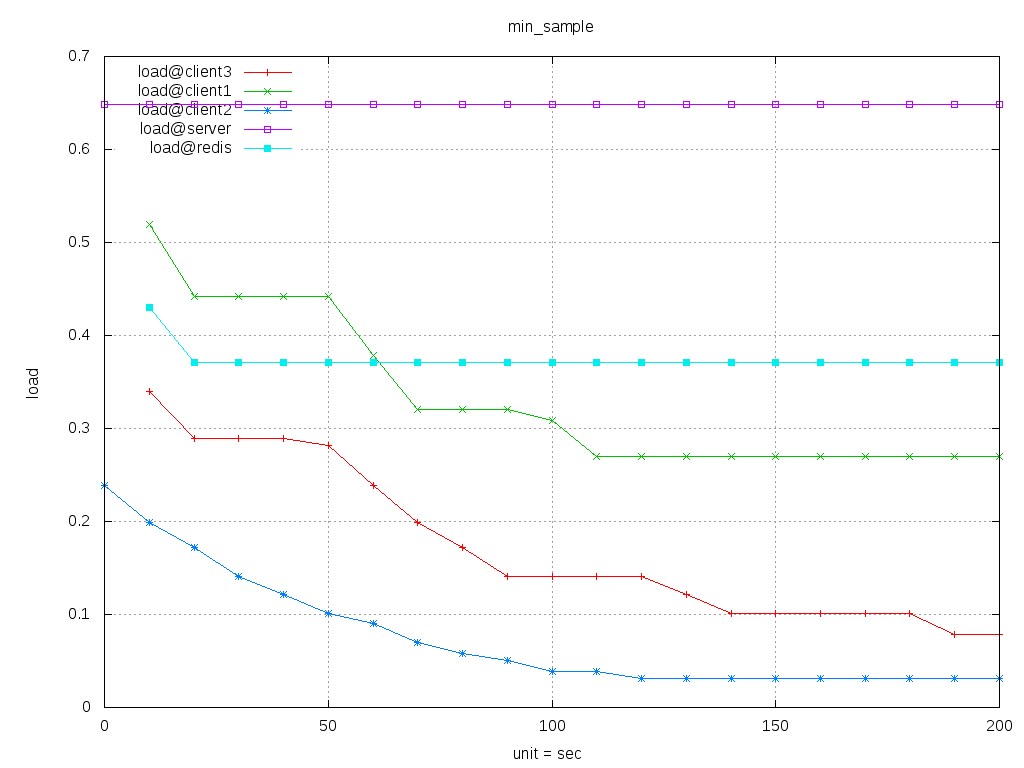 min_sample
0.7
0.6
0.5
0.4
0.3
0.2
0.1
0
load@client3
load@client1
load@client2
load@server
load@redis
load
0 50 100 150 200
unit = sec